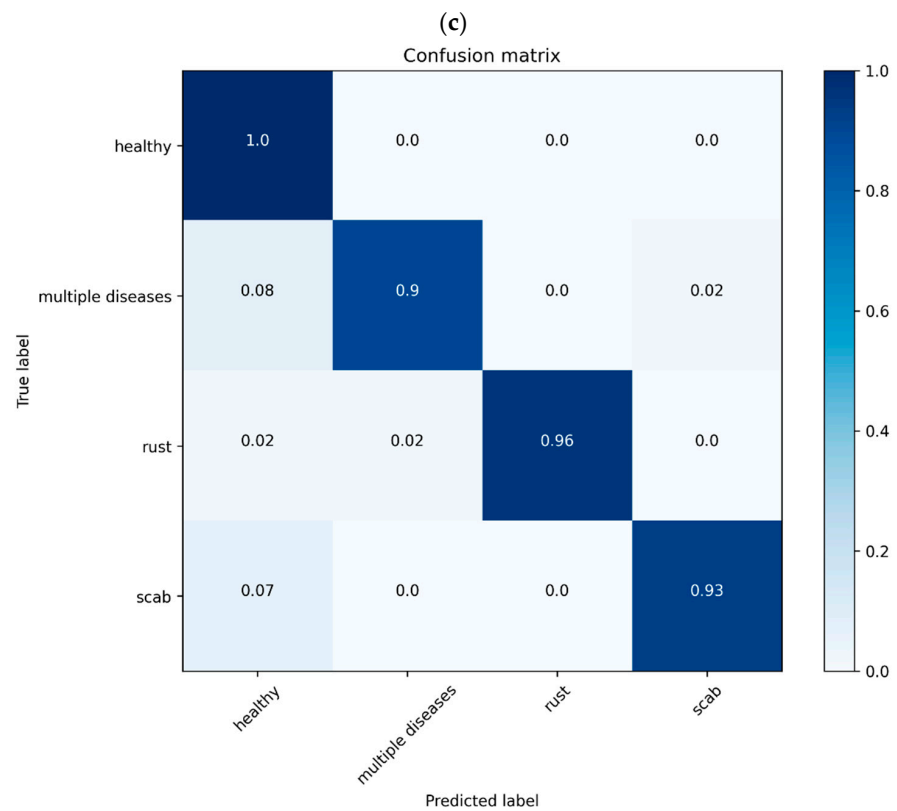 (c)
Confusion matrix
True label
healthy 1.0 0.0 0.0 0.0
multiple diseases 0.08 0.9 0.0 0.02
rust 0.02 0.02 0.96 0.0
scab 0.07 0.0 0.0 0.93
healthy multiple diseases rust scab
Predicted label
1.0
0.8
0.6
0.4
0.2
0.0